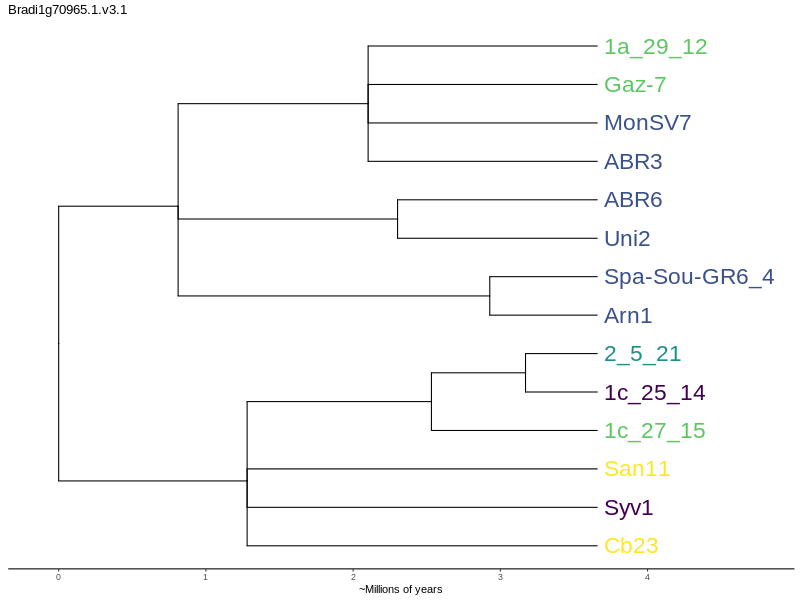 Bradi1g70965.1.v3.1
1a_29_12
Gaz-7
MonSV7
ABR3
ABR6
Uni2
Spa-Sou-GR6_4
Arn1
2_5_21
1c_25_14
1c_27_15
San11
Syv1
Cb23
0 1 2 3 4
~Millions of years